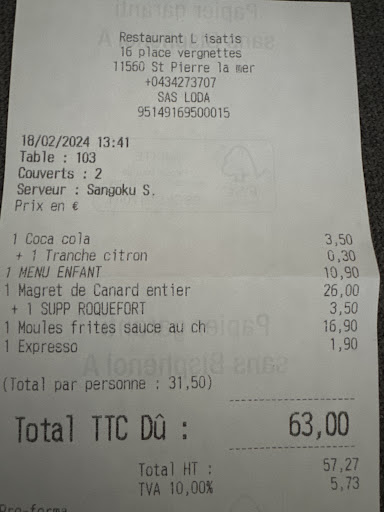 Restaurant L isatis
16 place vergnettes
11560 St Pierre la mer
+0434273707
SAS LODA
95149169500015
18/02/2024 13:41
Table : 103
Couverts : 2
Serveur : Sangoku S.
Prix en €
1 Coca cola 3,50
+ 1 Tranche citron 0,30
1 MENU ENFANT 10,90
1 Magret de Canard entier 26,00
+ 1 SUPP ROQUEFORT 3,50
1 Moules frites sauce au ch 16,90
1 Expresso 1,90
(Total par personne : 31,50)
Total TTC Dû : 63,00
Total HT : 57,27
TVA 10,00% 5,73
Pro-forma